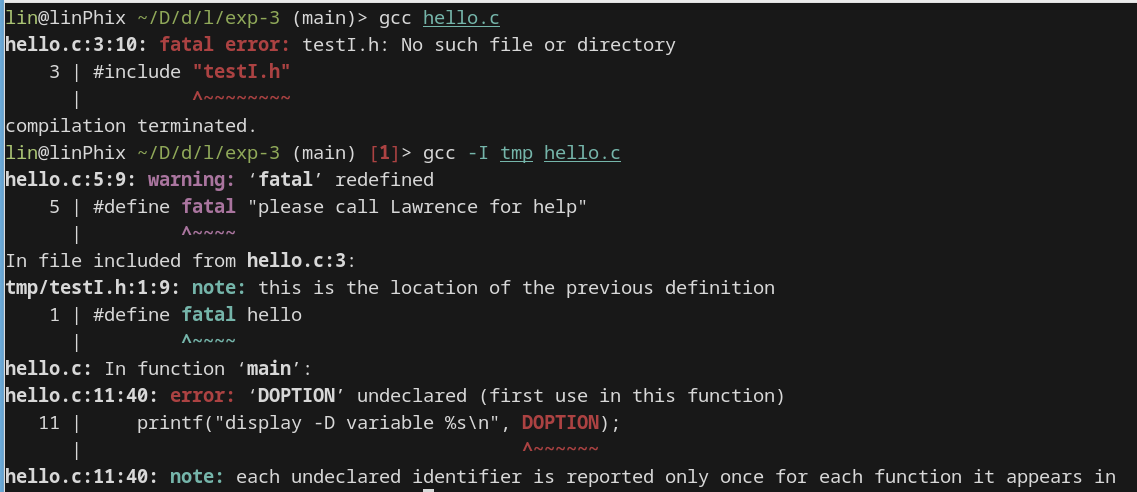 lin@linPhix ~/D/d/l/exp-3 (main)> gcc hello.c
hello.c:3:10: fatal error: testI.h: No such file or directory
    3 | #include "testI.h"
      |          ^~~~~~~~~
compilation terminated.
lin@linPhix ~/D/d/l/exp-3 (main) [1]> gcc -I tmp hello.c
hello.c:5:9: warning: ‘fatal’ redefined
    5 | #define fatal "please call Lawrence for help"
      |         ^~~~~
In file included from hello.c:3:
tmp/testI.h:1:9: note: this is the location of the previous definition
    1 | #define fatal hello
      |         ^~~~~
hello.c: In function ‘main’:
hello.c:11:40: error: ‘DOPTION’ undeclared (first use in this function)
   11 |     printf("display -D variable %s\n", DOPTION);
      |                                        ^~~~~~~
hello.c:11:40: note: each undeclared identifier is reported only once for each function it appears in